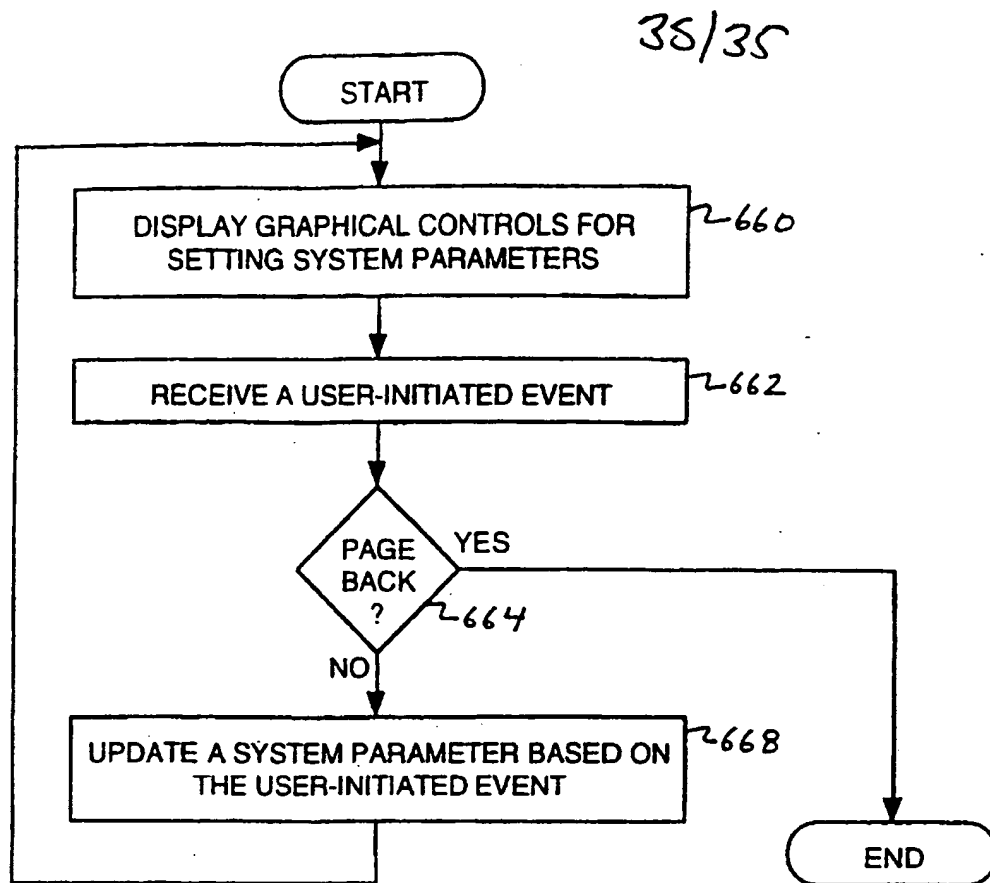 35/35
START
DISPLAY GRAPHICAL CONTROLS FOR
SETTING SYSTEM PARAMETERS
660
RECEIVE A USER-INITIATED EVENT
662
PAGE
BACK
?
YES
664
NO
UPDATE A SYSTEM PARAMETER BASED ON
THE USER-INITIATED EVENT
668
END